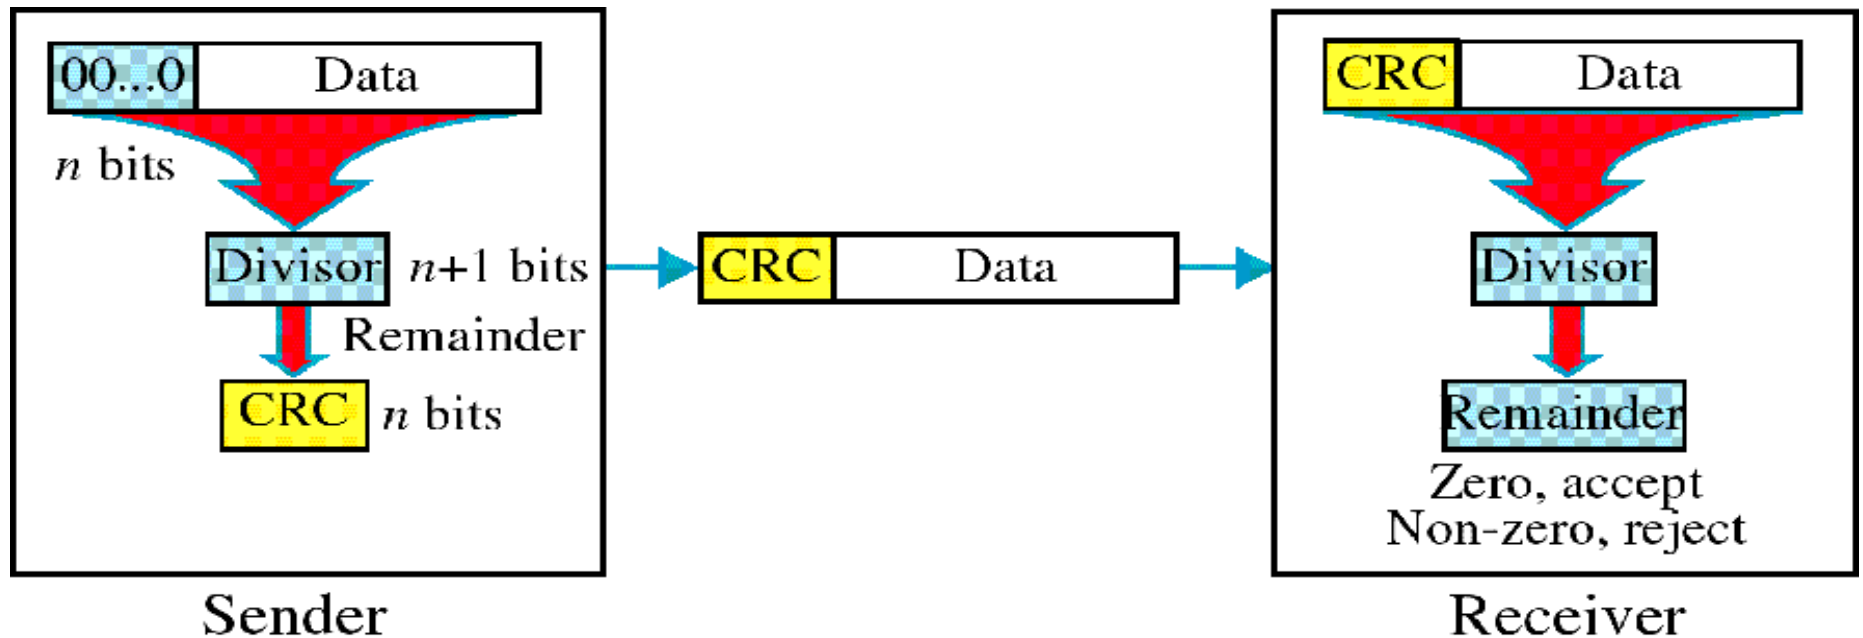 00...0 Data
n bits
Divisor n+1 bits
Remainder
CRC n bits
Sender
CRC Data
CRC Data
Divisor
Remainder
Zero, accept
Non-zero, reject
Receiver